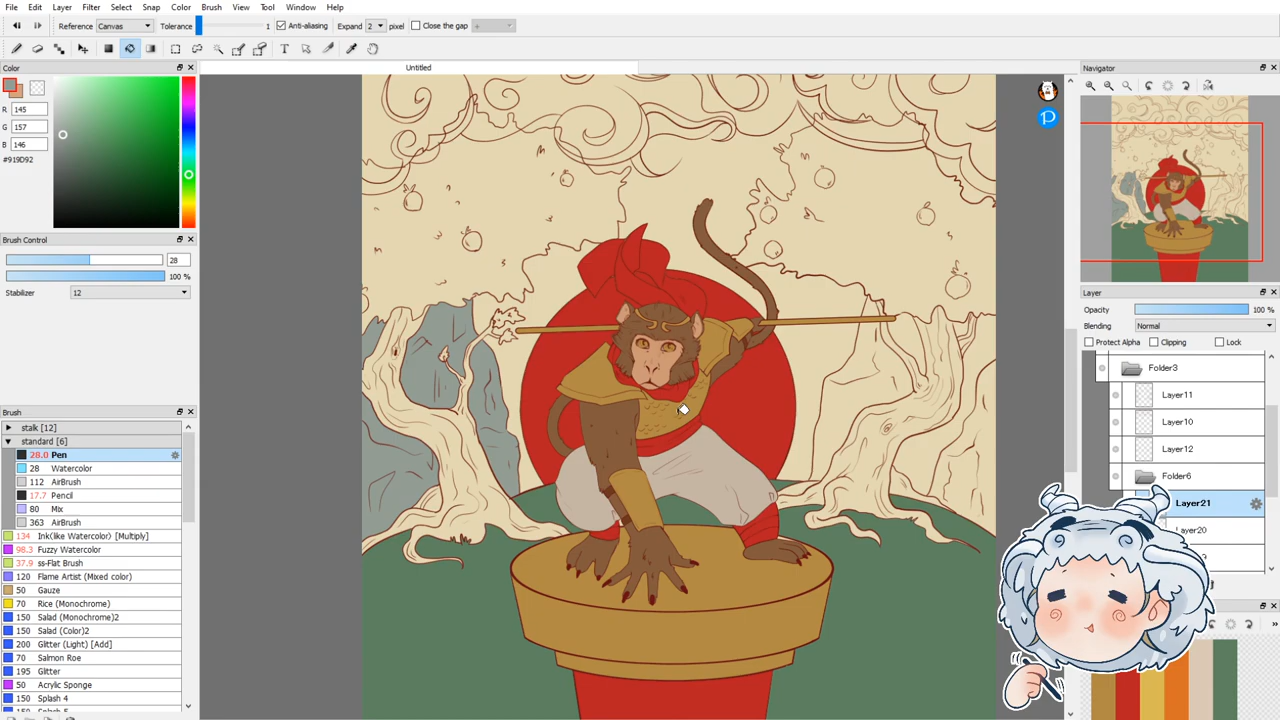 File Edit Layer Filter Select Snap Color Brush View Tool Window Help
Reference Canvas Tolerance 1 Anti-aliasing Expand 2 pixel Close the gap +
Color
Untitled
Navigator
R 145
G 157
B 146
#919D92
Brush Control
28
100 %
Stabilizer 12
Layer
Opacity 100 %
Blending Normal
Protect Alpha Clipping Lock
Folder3
Layer11
Layer10
Layer12
Folder6
Layer21
Layer20
Brush
stalk [12]
standard [6]
28.0 Pen
28 Watercolor
112 AirBrush
17.7 Pencil
80 Mix
363 AirBrush
134 Ink(like Watercolor) [Multiply]
98.3 Fuzzy Watercolor
37.9 ss-Flat Brush
120 Flame Artist (Mixed color)
50 Gauze
70 Rice (Monochrome)
150 Salad (Monochrome)2
150 Salad (Color)2
200 Glitter (Light) [Add]
70 Salmon Roe
150 Splash
195 Glitter
50 Acrylic Sponge
150 Splash 4